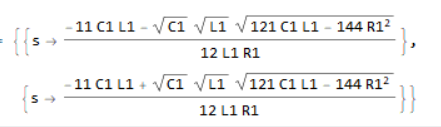 = {{s → (-11 C1 L1 - √C1 √L1 √(121 C1 L1 - 144 R1²)) / (12 L1 R1)},
{s → (-11 C1 L1 + √C1 √L1 √(121 C1 L1 - 144 R1²)) / (12 L1 R1)}}